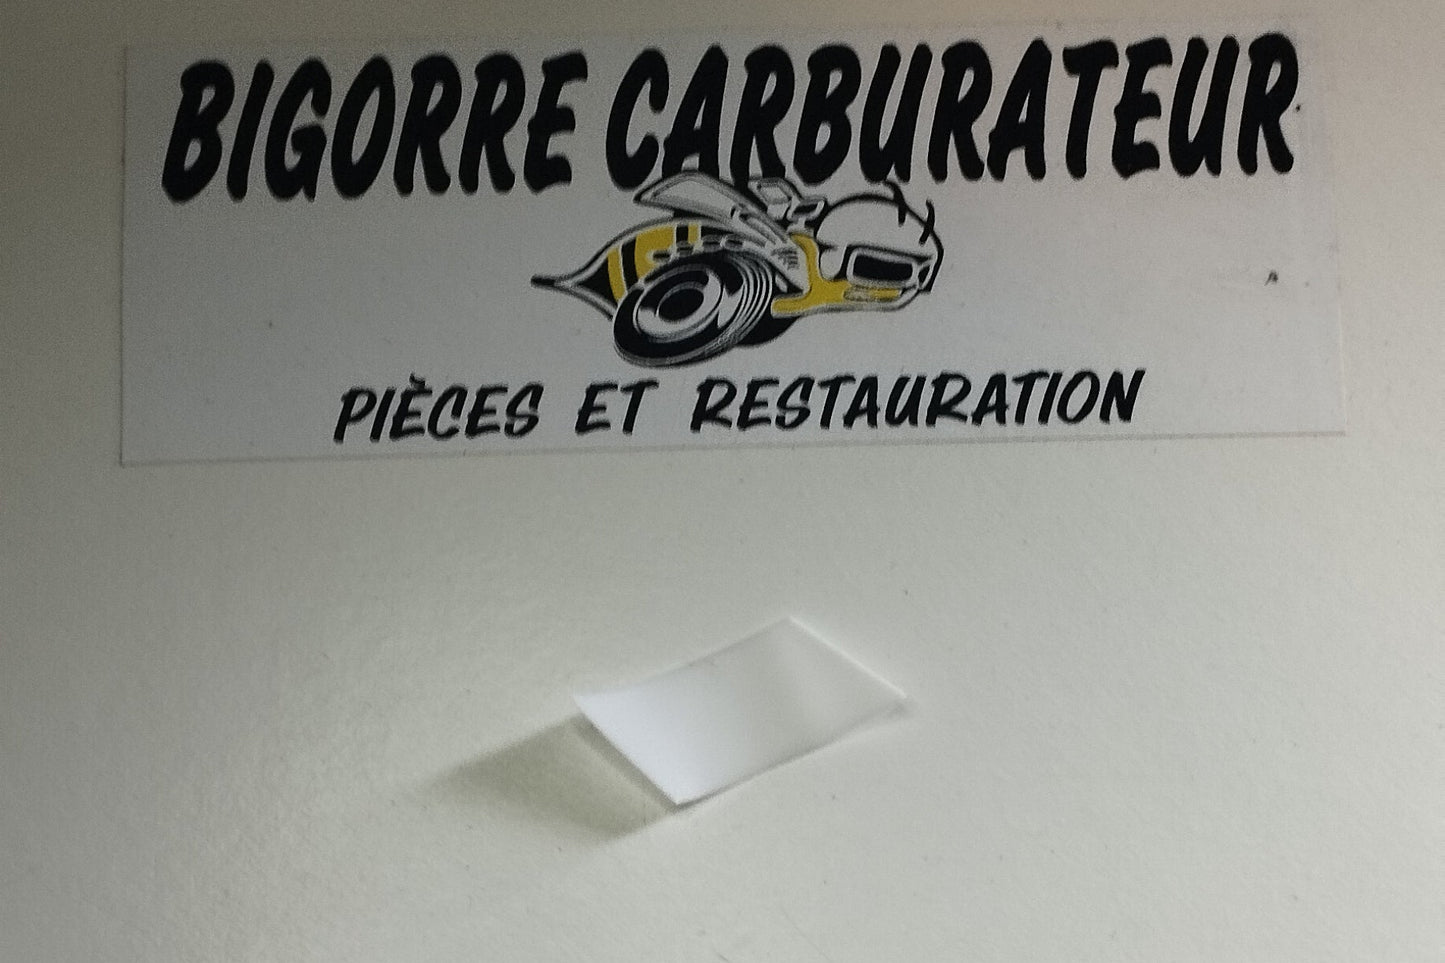 BIGORRE CARBURATEUR
PIÈCES ET RESTAURATION